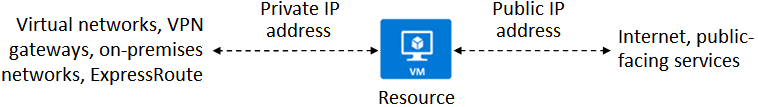 Virtual networks, VPN
gateways, on-premises
networks, ExpressRoute
Private IP
address
VM
Resource
Public IP
address
Internet, public-
facing services